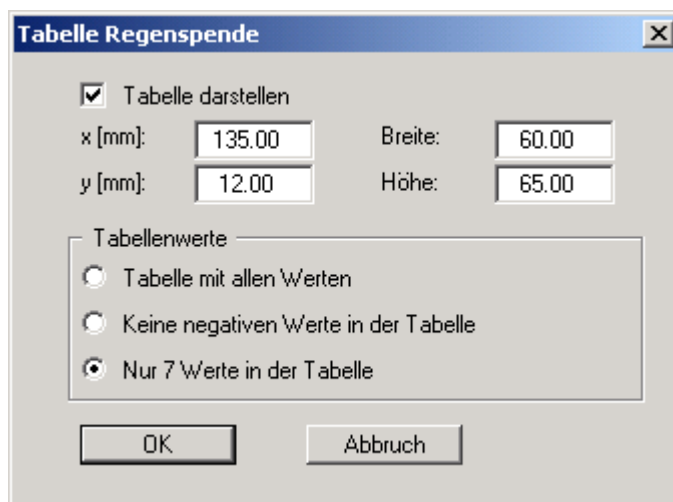 Tabelle Regenspende
Tabelle darstellen
x [mm]: 135.00 Breite: 60.00
y [mm]: 12.00 Höhe: 65.00
Tabellenwerte
Tabelle mit allen Werten
Keine negativen Werte in der Tabelle
Nur 7 Werte in der Tabelle
OK Abbruch